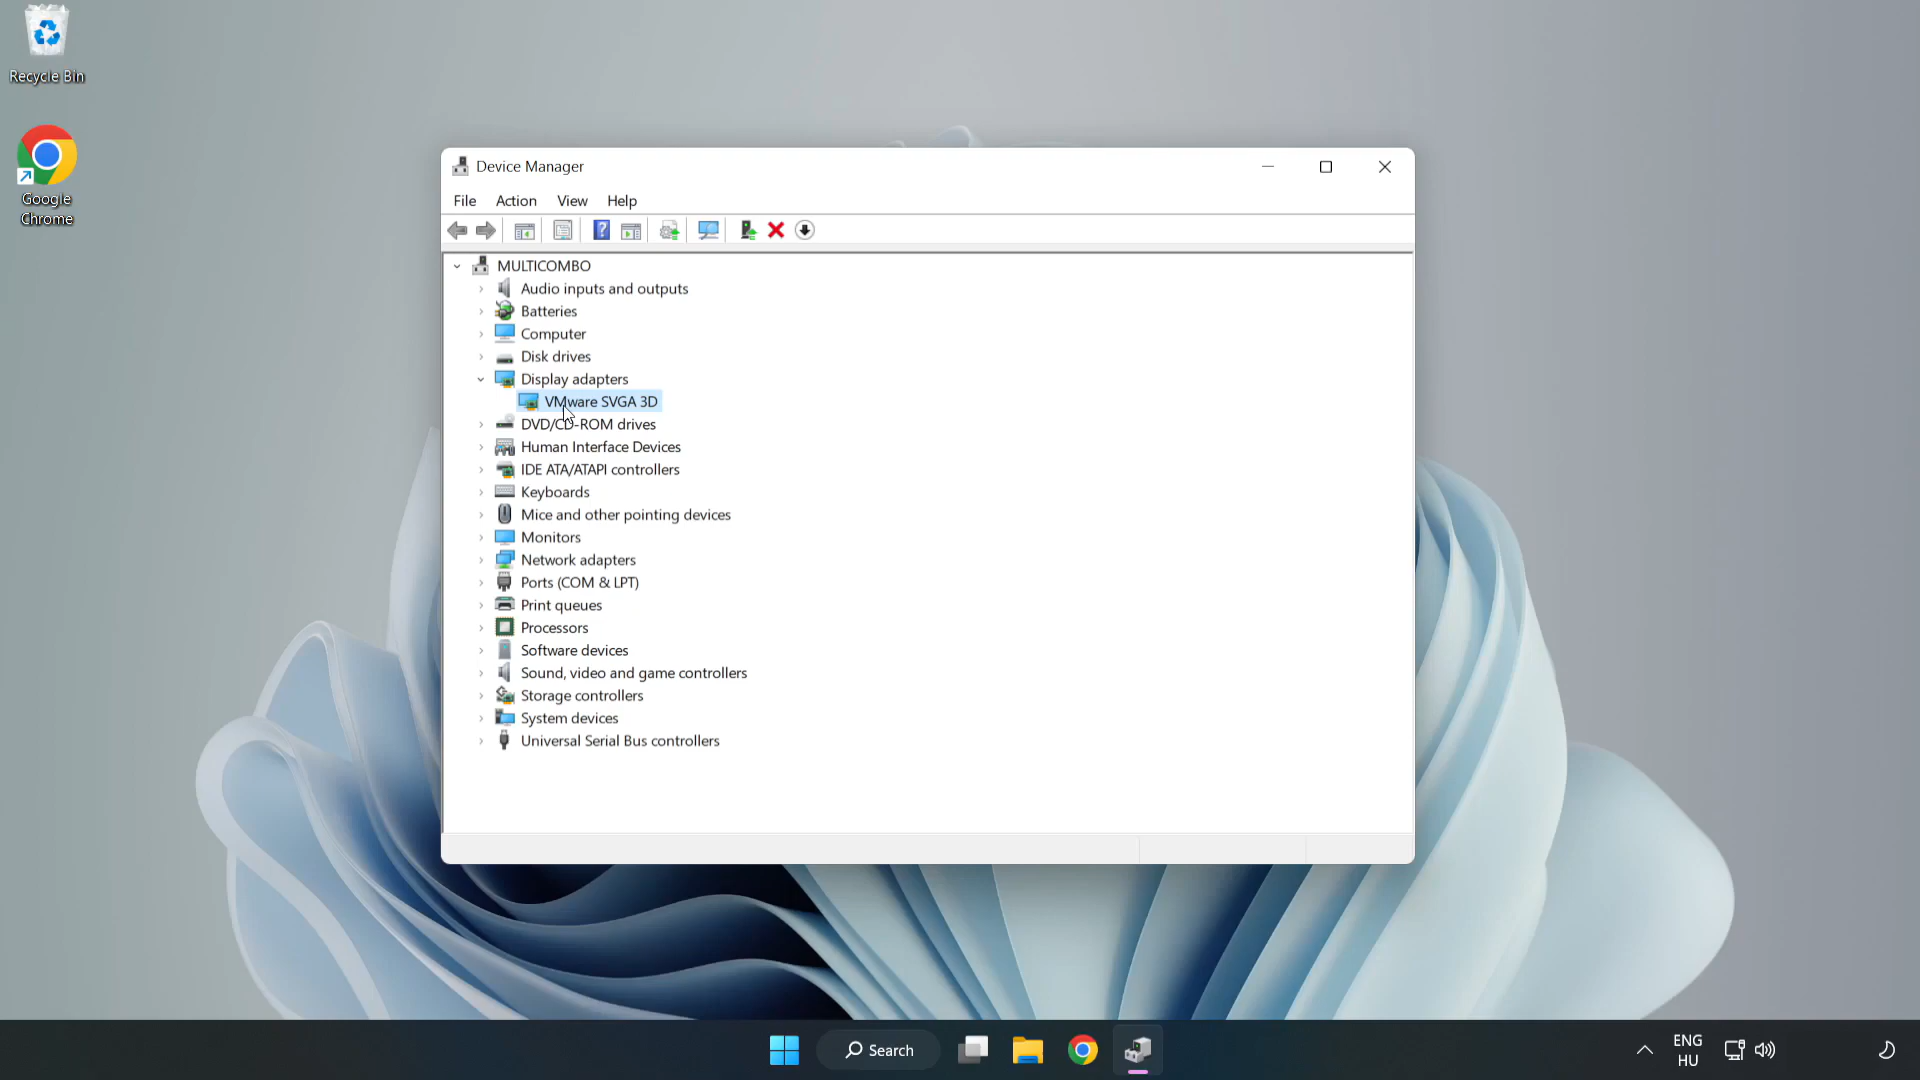 Recycle Bin
Google
Chrome
Device Manager
File Action View Help
MULTICOMBO
Audio inputs and outputs
Batteries
Computer
Disk drives
Display adapters
VMware SVGA 3D
DVD/CD-ROM drives
Human Interface Devices
IDE ATA/ATAPI controllers
Keyboards
Mice and other pointing devices
Monitors
Network adapters
Ports (COM & LPT)
Print queues
Processors
Software devices
Sound, video and game controllers
Storage controllers
System devices
Universal Serial Bus controllers
Search
ENG
HU